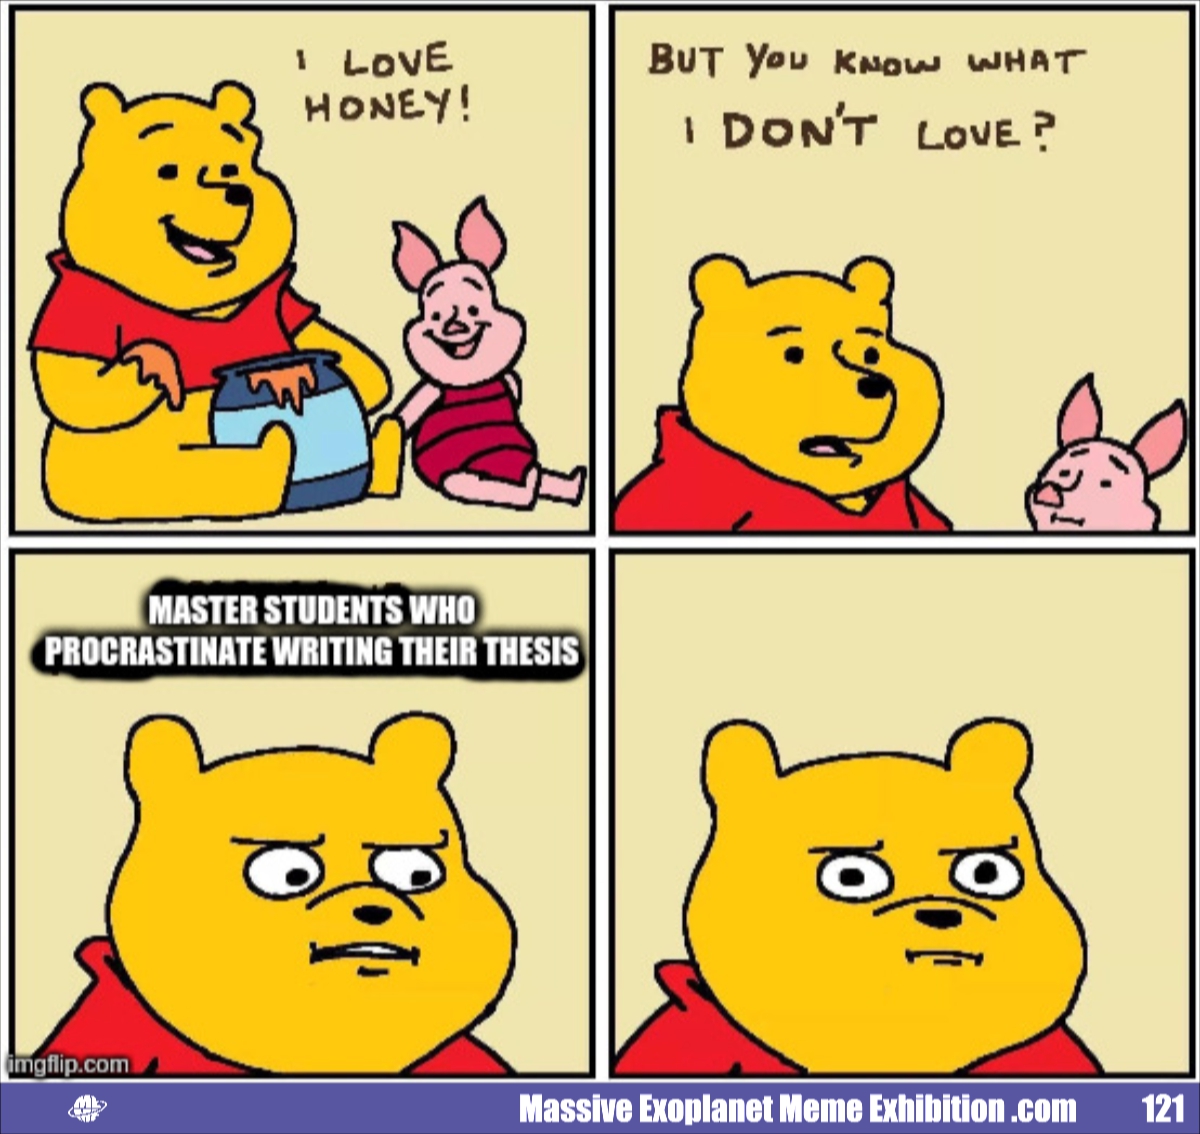 I LOVE
HONEY!
BUT YOU KNOW WHAT
I DON'T LOVE?
MASTER STUDENTS WHO
PROCRASTINATE WRITING THEIR THESIS
imgflip.com
Massive Exoplanet Meme Exhibition .com 121